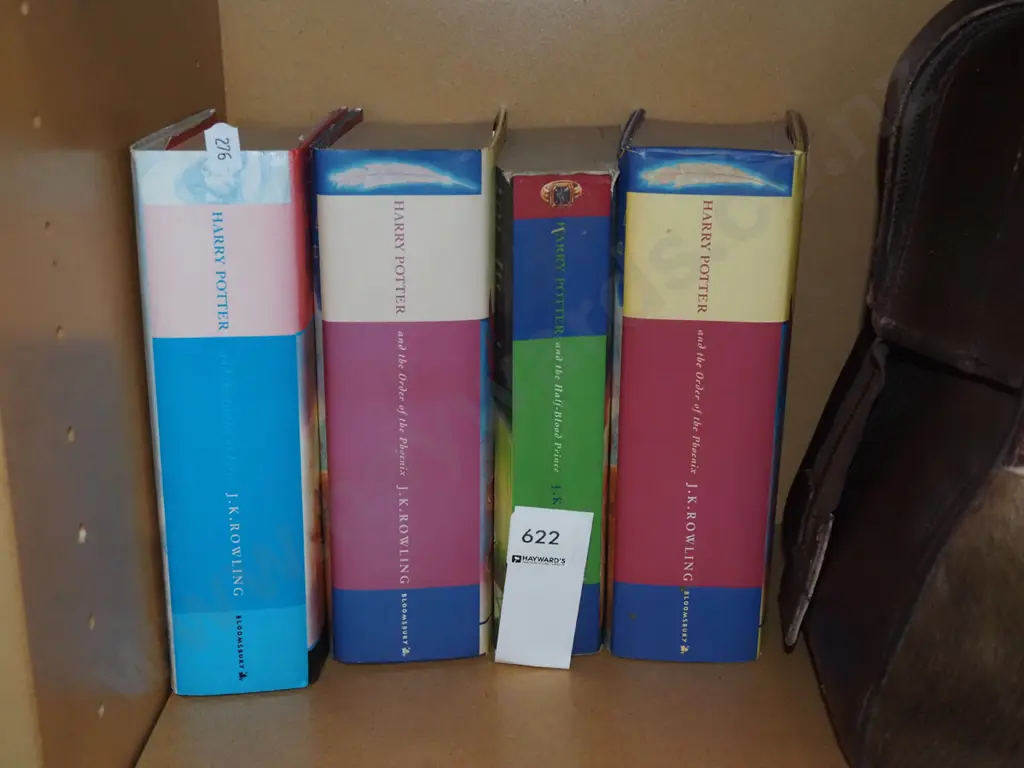 276
HARRY POTTER
J.K.ROWLING
BLOOMSBURY
HARRY POTTER and the Order of the Phoenix J.K.ROWLING
BLOOMSBURY
HARRY POTTER and the Half-Blood Prince J.K
622
HAYWARD'S
HARRY POTTER and the Order of the Phoenix J.K.ROWLING
BLOOMSBURY